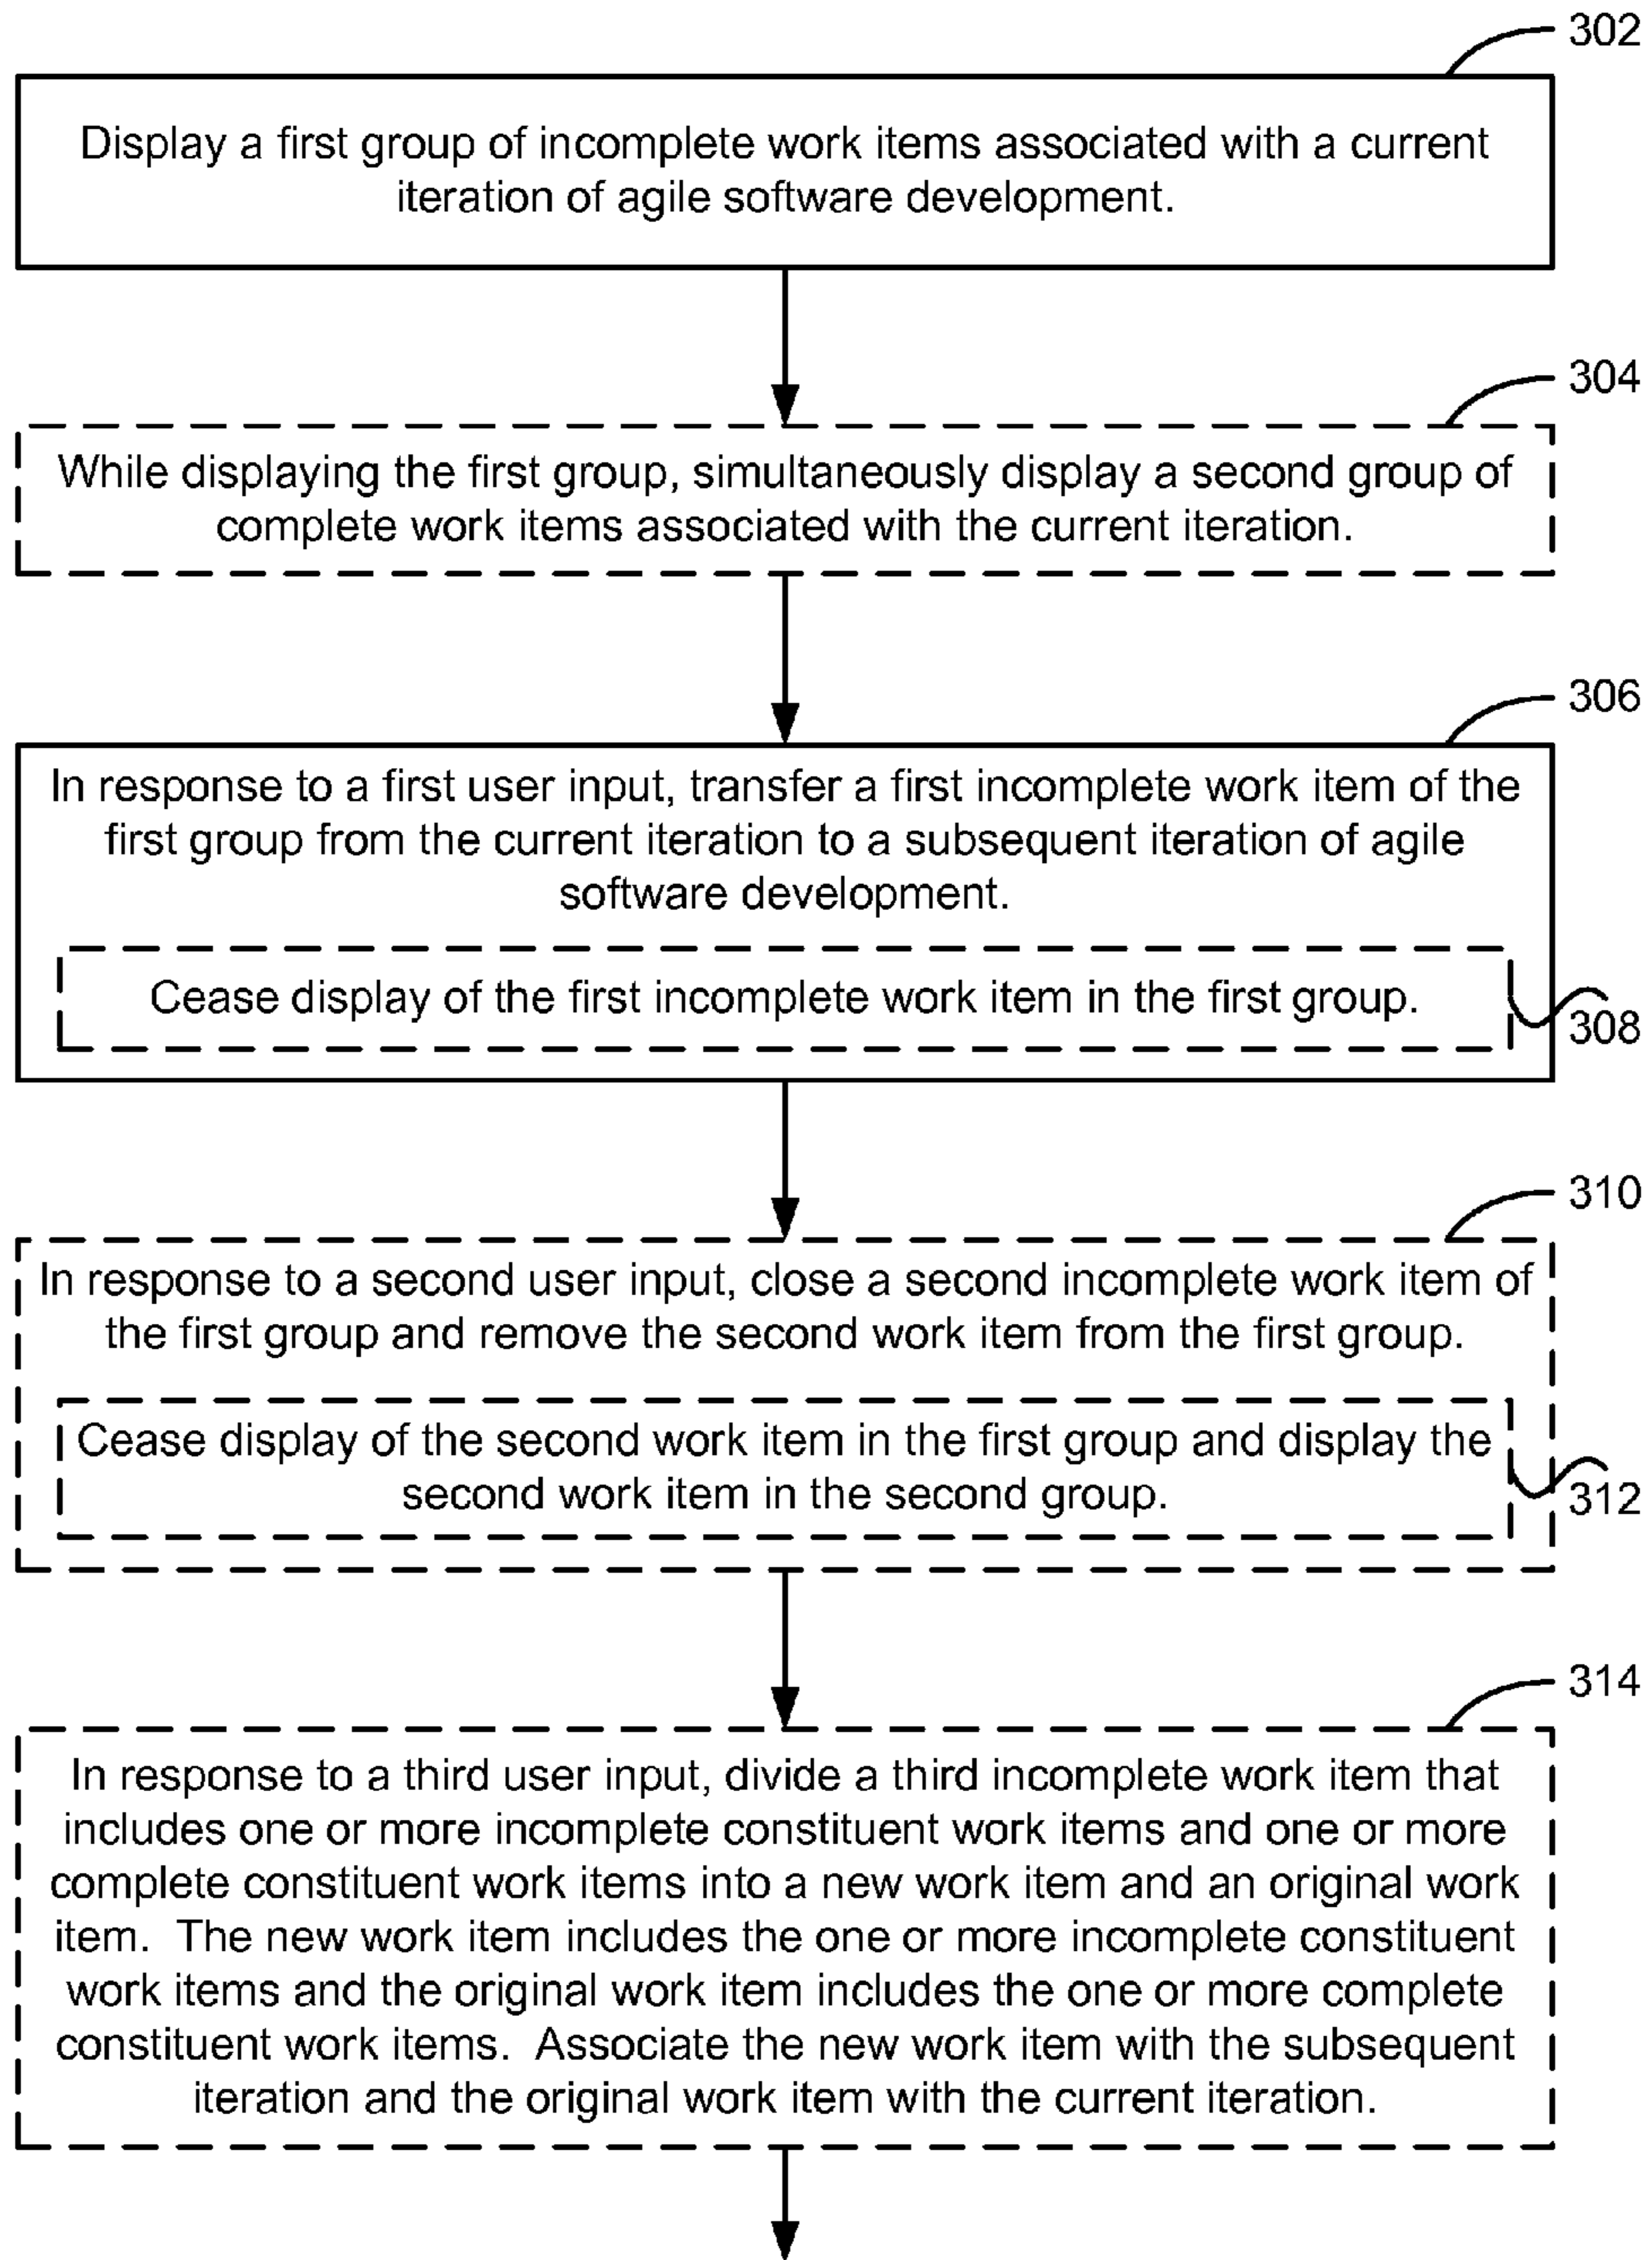 302
Display a first group of incomplete work items associated with a current
iteration of agile software development.
304
While displaying the first group, simultaneously display a second group of
complete work items associated with the current iteration.
306
In response to a first user input, transfer a first incomplete work item of the
first group from the current iteration to a subsequent iteration of agile
software development.
Cease display of the first incomplete work item in the first group.
308
310
In response to a second user input, close a second incomplete work item of
the first group and remove the second work item from the first group.
Cease display of the second work item in the first group and display the
second work item in the second group.
312
314
In response to a third user input, divide a third incomplete work item that
includes one or more incomplete constituent work items and one or more
complete constituent work items into a new work item and an original work
item.  The new work item includes the one or more incomplete constituent
work items and the original work item includes the one or more complete
constituent work items.  Associate the new work item with the subsequent
iteration and the original work item with the current iteration.